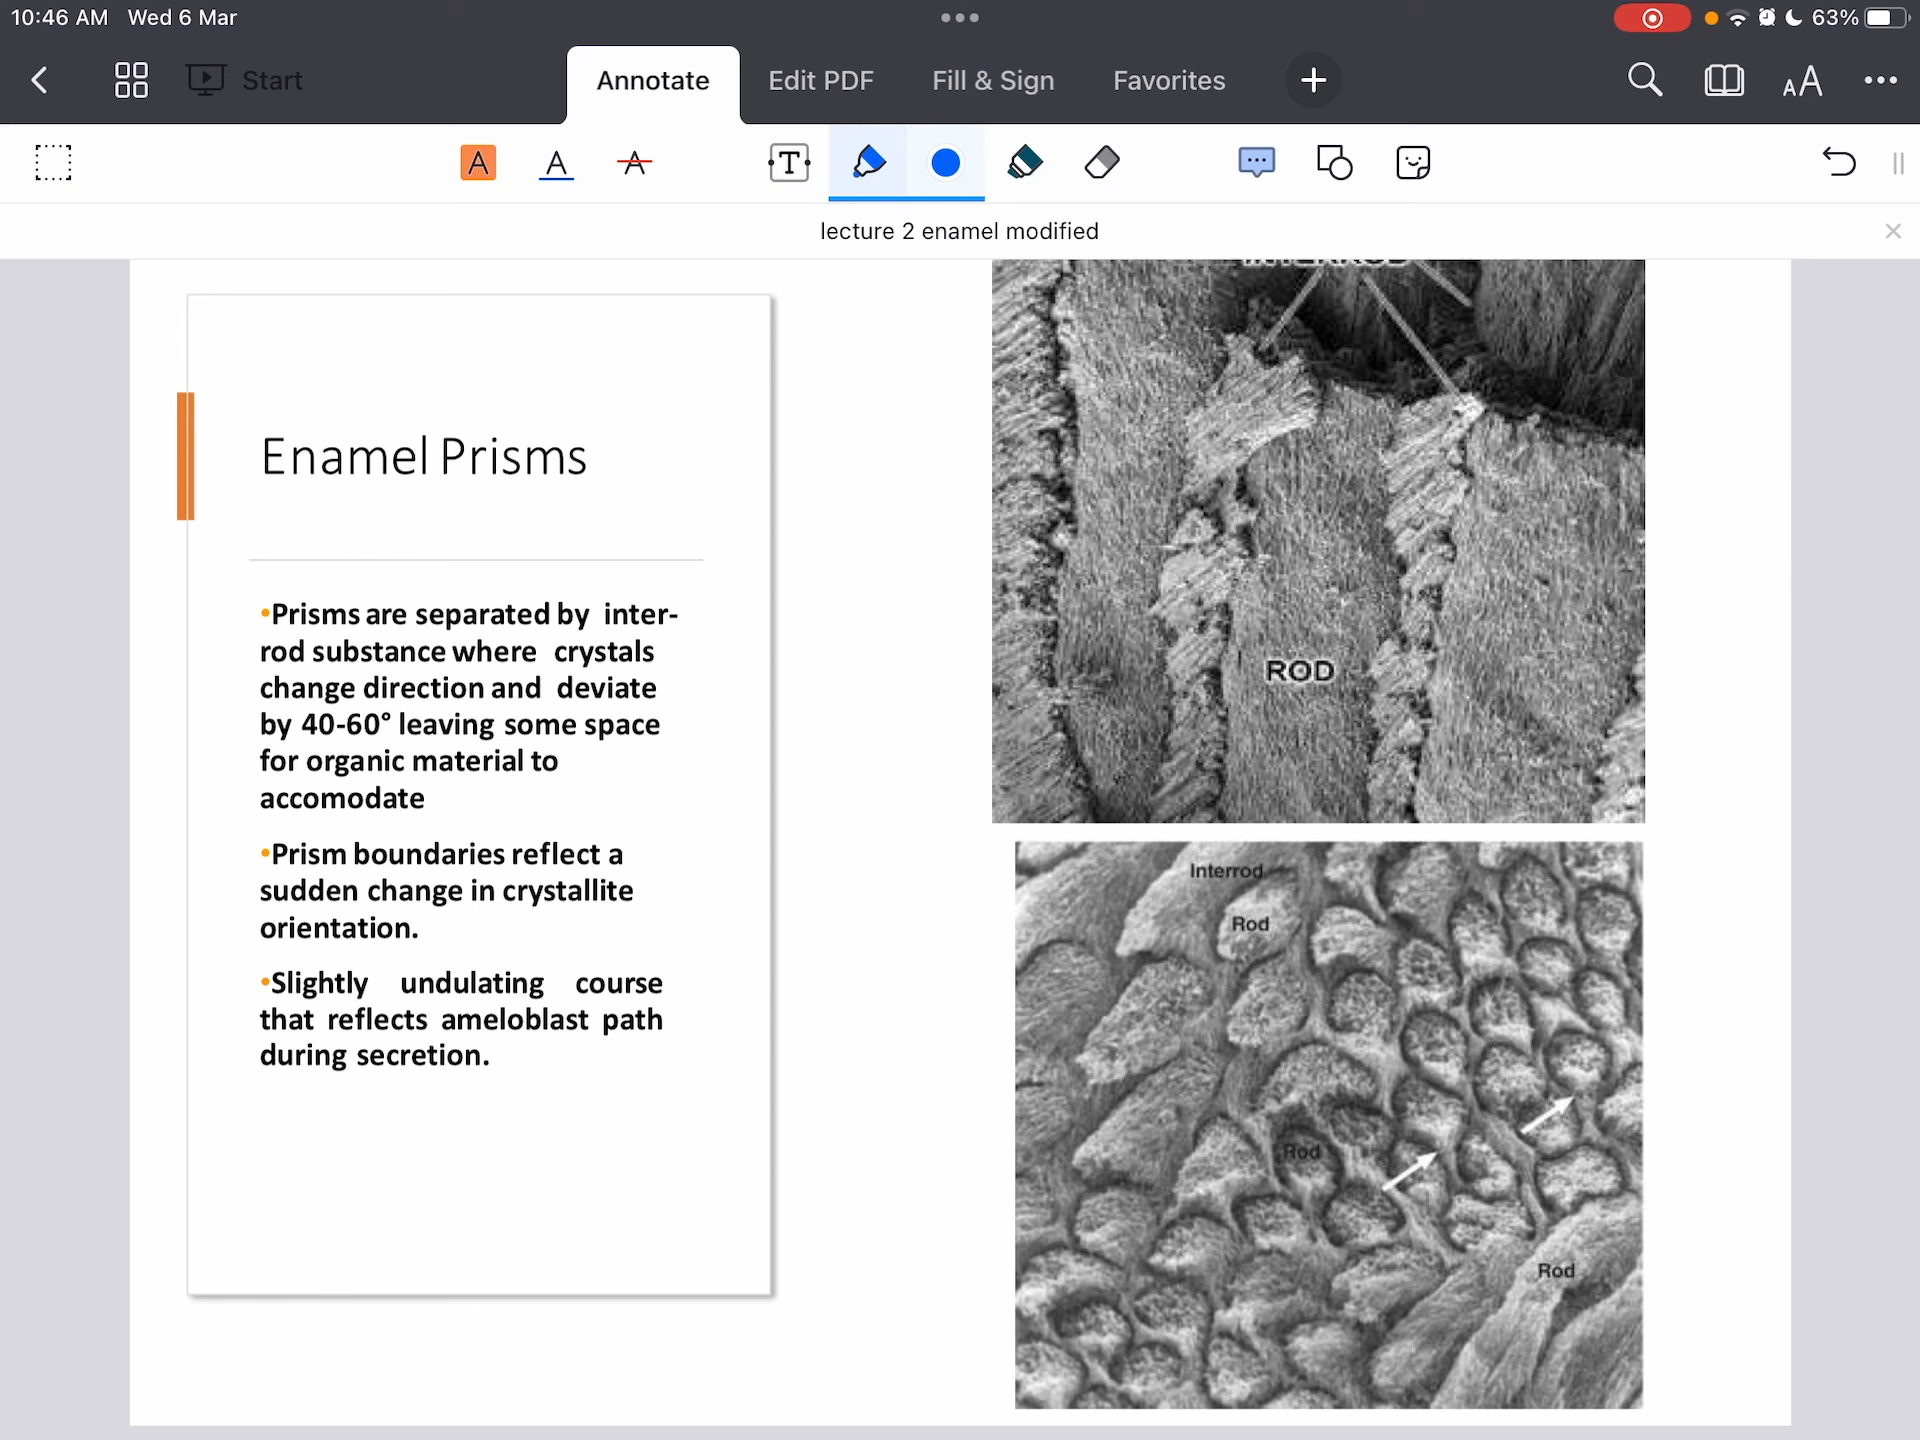 10:46 AM Wed 6 Mar
63%
Start
Annotate
Edit PDF
Fill & Sign
Favorites
AA
A
A
A
T
lecture 2 enamel modified
Enamel Prisms
•Prisms are separated by inter-
rod substance where crystals
change direction and deviate
by 40-60° leaving some space
for organic material to
accomodate
•Prism boundaries reflect a
sudden change in crystallite
orientation.
•Slightly undulating course
that reflects ameloblast path
during secretion.
ROD
Interrod
Rod
Rod
Rod